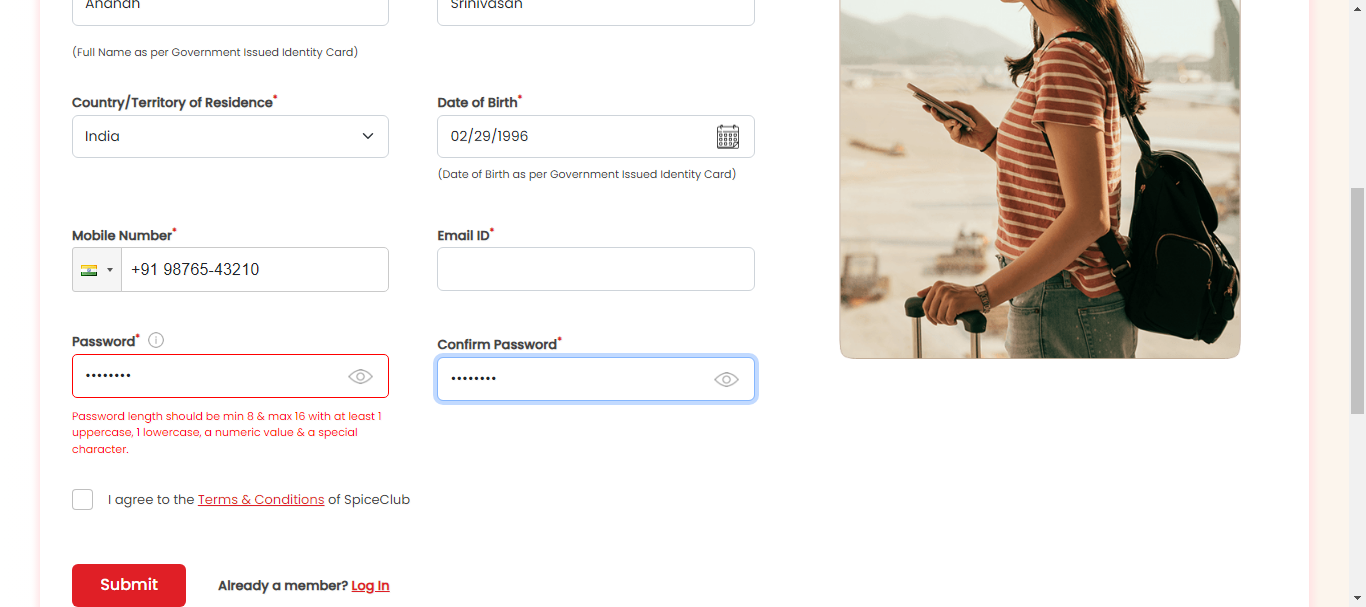 Anandh
Srinivasan
(Full Name as per Government Issued Identity Card)
Country/Territory of Residence*
Date of Birth*
India
02/29/1996
(Date of Birth as per Government Issued Identity Card)
Mobile Number*
Email ID*
+91 98765-43210
Password*
Confirm Password*
••••••••
••••••••
Password length should be min 8 & max 16 with at least 1
uppercase, 1 lowercase, a numeric value & a special
character.
I agree to the Terms & Conditions of SpiceClub
Submit
Already a member? Log In